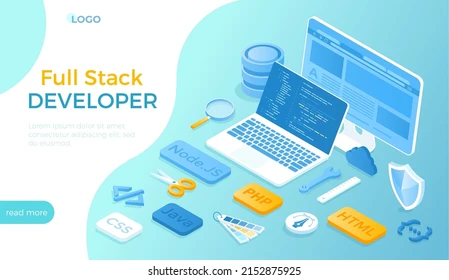 LOGO
Full Stack
DEVELOPER
Lorem ipsum dolor sit amet,
consectetur adipiscing elit, sed
do eiusmod.
read more
Node.JS
PHP
CSS
Java
HTML
A
shutterstock.com · 2152875925